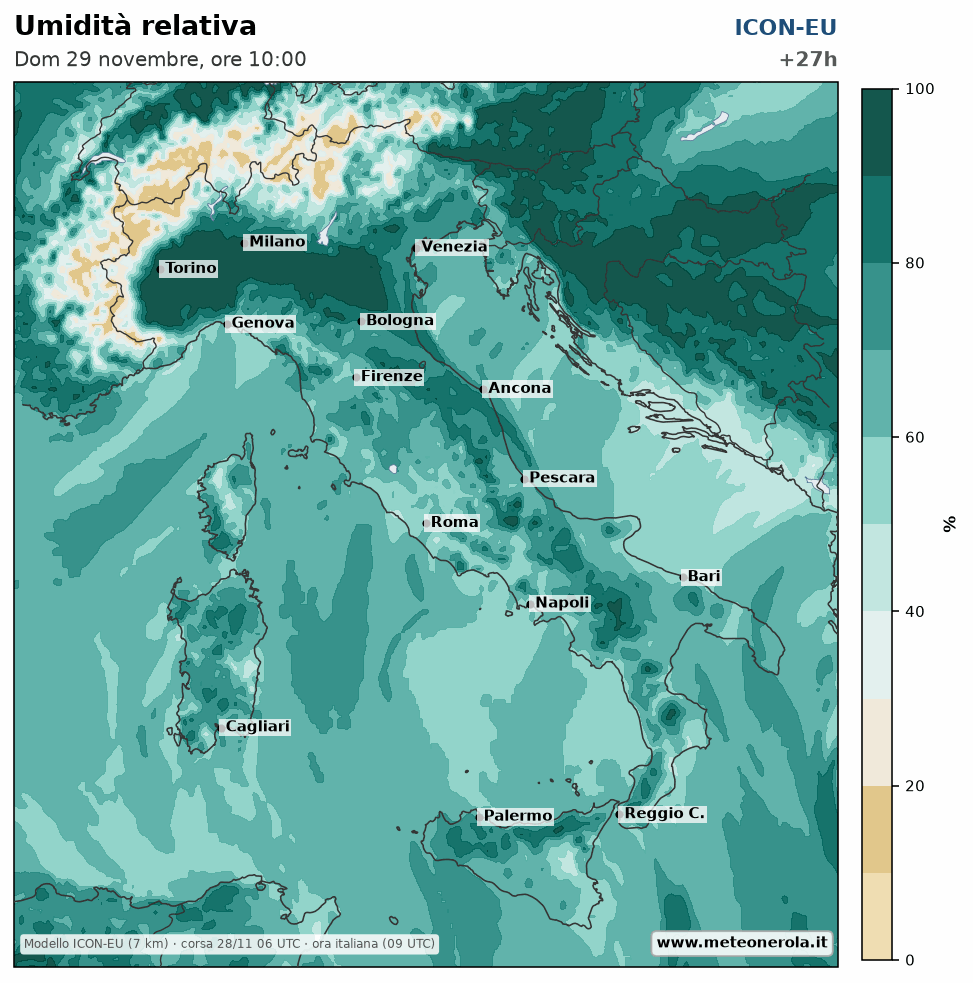 Umidità relativa
ICON-EU
Dom 29 novembre, ore 10:00
+27h
100
Milano
Venezia
Torino
80
Genova
Bologna
Firenze
Ancona
60
Pescara
Roma
%
Bari
Napoli
40
Cagliari
20
Palermo
Reggio C.
Modello ICON-EU (7 km) · corsa 28/11 06 UTC · ora italiana (09 UTC)
www.meteonerola.it
0